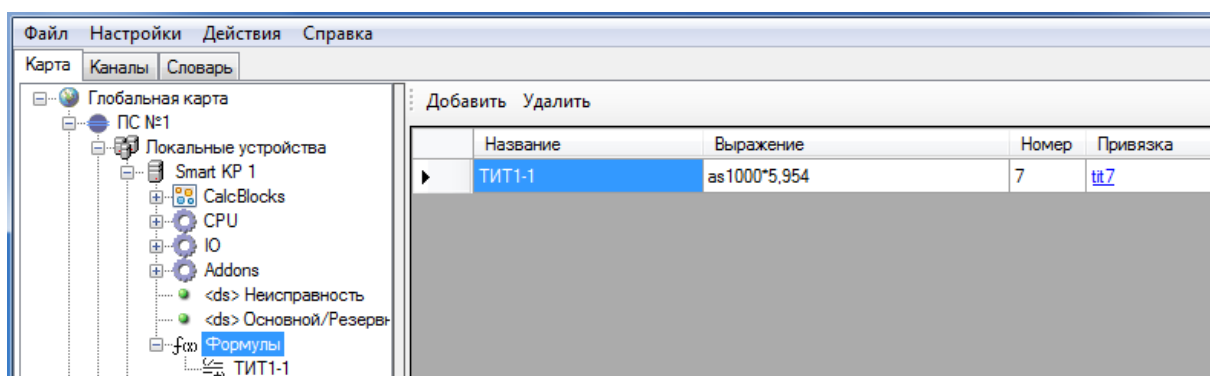 Файл Настройки Действия Справка
Карта Каналы Словарь
Глобальная карта
ПС №1
Локальные устройства
Smart КР 1
CalcBlocks
CPU
IO
Addons
<ds> Неисправность
<ds> Основной/Резервн
f(x) Формулы
ТИТ1-1
Добавить Удалить
Название Выражение Номер Привязка
ТИТ1-1 as1000*5,954 7 tit7